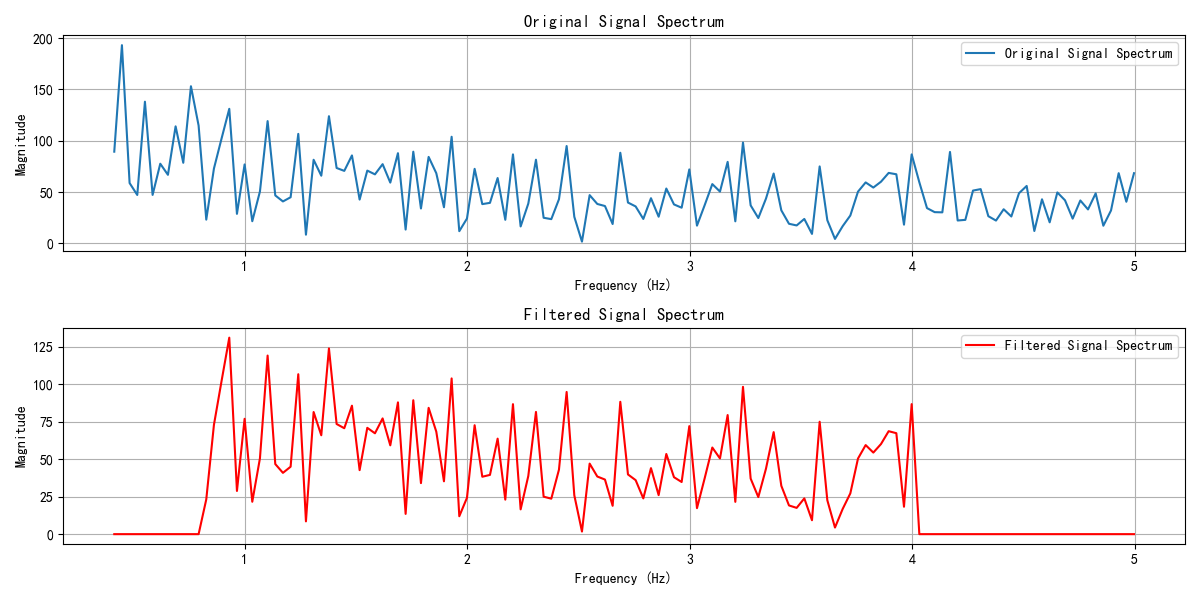 Original Signal Spectrum
200
150
100
50
0
Magnitude
Original Signal Spectrum
1 2 3 4 5
Frequency (Hz)
Filtered Signal Spectrum
125
100
75
50
25
0
Magnitude
Filtered Signal Spectrum
1 2 3 4 5
Frequency (Hz)